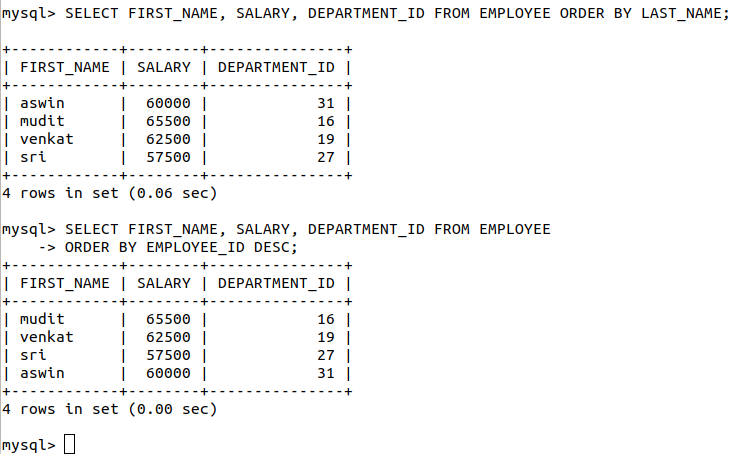 mysql> SELECT FIRST_NAME, SALARY, DEPARTMENT_ID FROM EMPLOYEE ORDER BY LAST_NAME;
+------------+--------+---------------+
| FIRST_NAME | SALARY | DEPARTMENT_ID |
+------------+--------+---------------+
| aswin      |  60000 |            31 |
| mudit      |  65500 |            16 |
| venkat     |  62500 |            19 |
| sri        |  57500 |            27 |
+------------+--------+---------------+
4 rows in set (0.06 sec)
mysql> SELECT FIRST_NAME, SALARY, DEPARTMENT_ID FROM EMPLOYEE
    -> ORDER BY EMPLOYEE_ID DESC;
+------------+--------+---------------+
| FIRST_NAME | SALARY | DEPARTMENT_ID |
+------------+--------+---------------+
| mudit      |  65500 |            16 |
| venkat     |  62500 |            19 |
| sri        |  57500 |            27 |
| aswin      |  60000 |            31 |
+------------+--------+---------------+
4 rows in set (0.00 sec)
mysql>